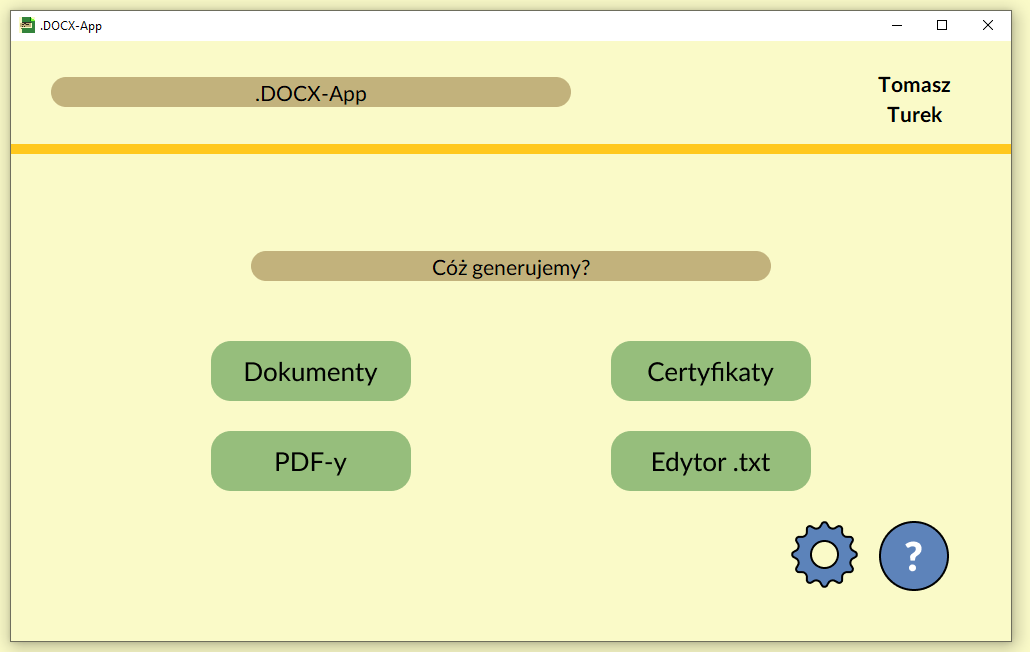 .DOCX-App
.DOCX-App
Tomasz
Turek
Cóż generujemy?
Dokumenty
Certyfikaty
PDF-y
Edytor .txt
?